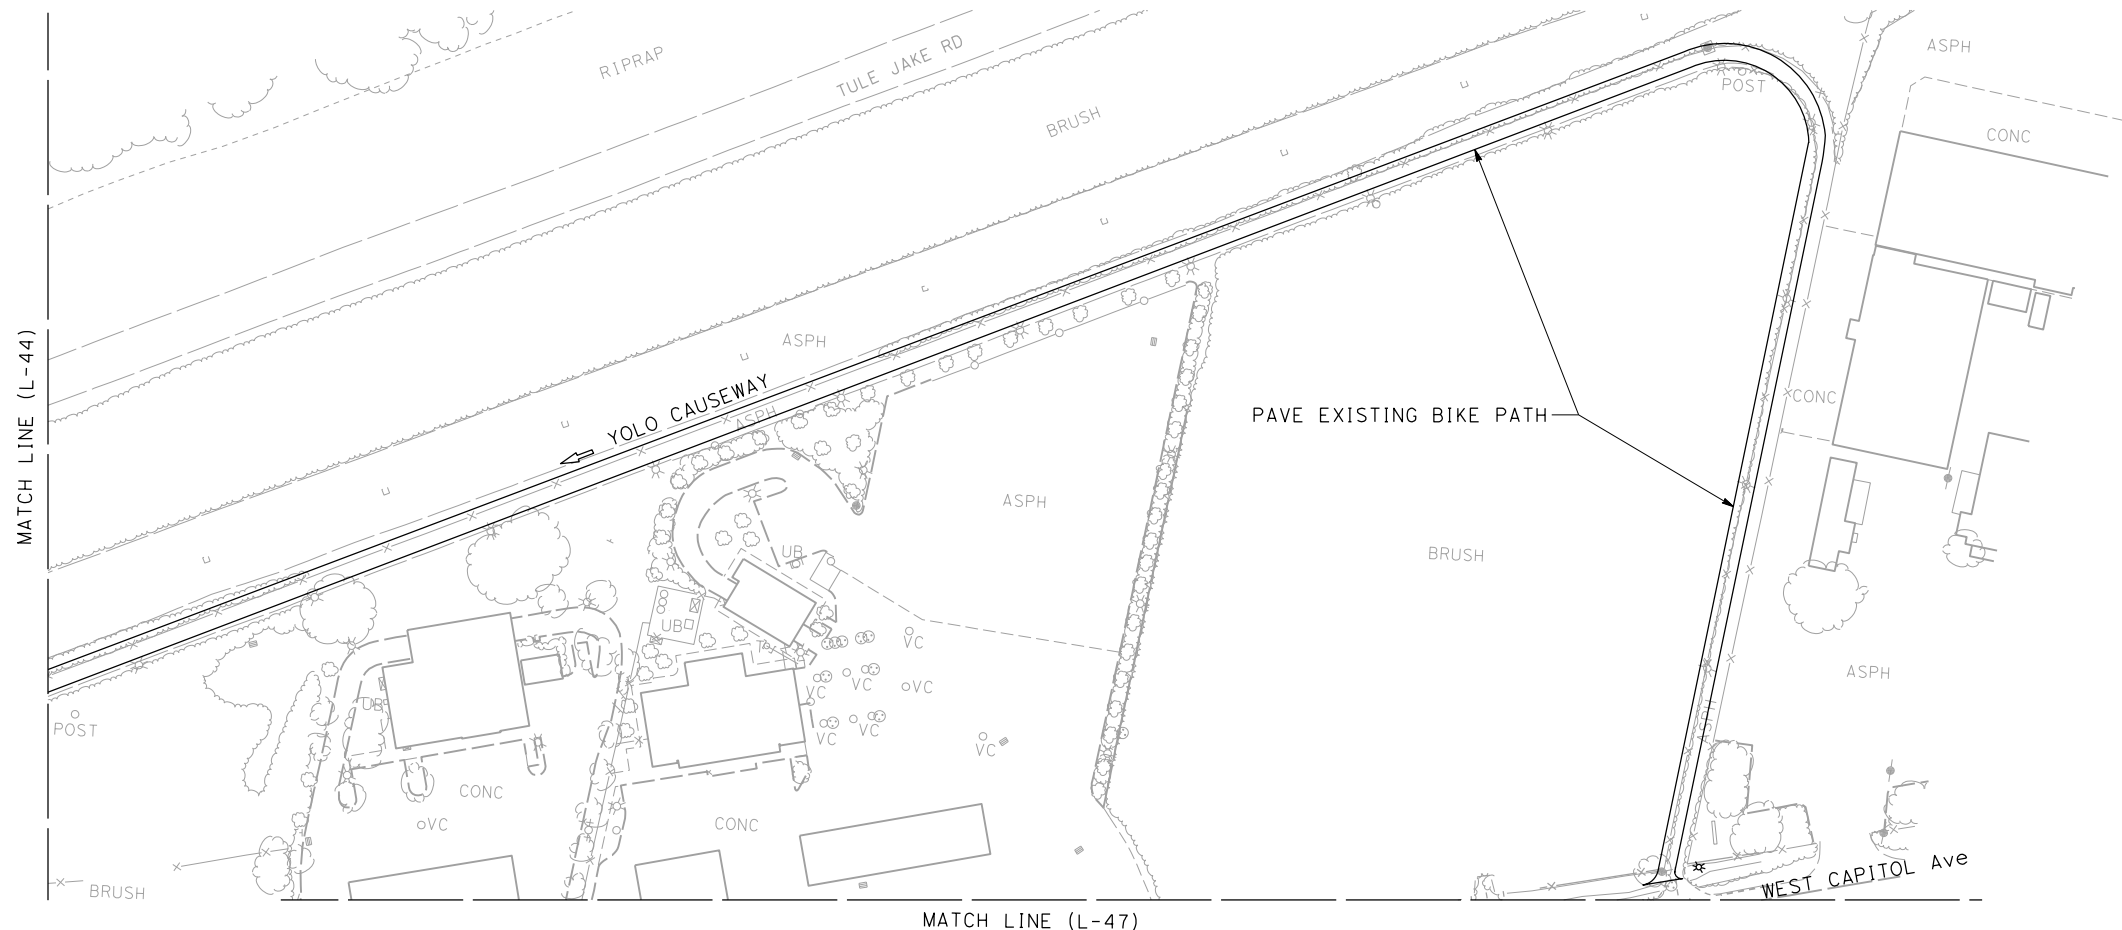 RIPRAP
TULE JAKE RD
BRUSH
ASPH
POST
CONC
MATCH LINE (L-44)
ASPH
YOLO CAUSEWAY
ASPH
PAVE EXISTING BIKE PATH
CONC
ASPH
BRUSH
UB
UB
VC
VC
VC
VC
UB
VC
VC
VC
POST
ASPH
ASPH
CONC
VC
CONC
BRUSH
WEST CAPITOL Ave
MATCH LINE (L-47)